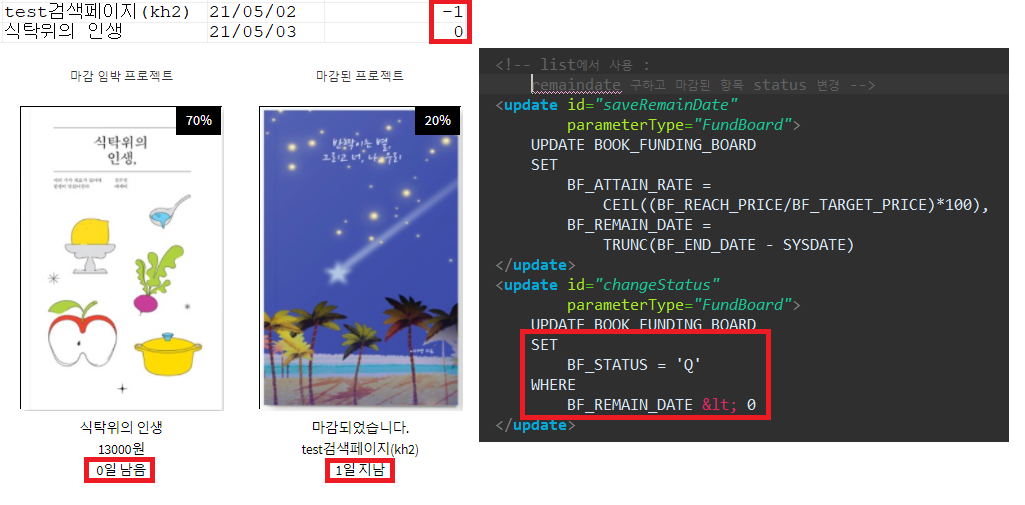 test검색페이지(kh2) 21/05/02 -1
식탁위의 인생 21/05/03 0
마감 임박 프로젝트
70%
식탁위의
인생,
식탁위의 인생
13000원
0일 남음
마감된 프로젝트
20%
반짝이는 별,
그리고 너, 나, 우리
마감되었습니다.
test검색페이지(kh2)
1일 지남
<!-- list에서 사용 :
remaindate 구하고 마감된 항목 status 변경 -->
<update id="saveRemainDate"
parameterType="FundBoard">
UPDATE BOOK_FUNDING_BOARD
SET
BF_ATTAIN_RATE =
CEIL((BF_REACH_PRICE/BF_TARGET_PRICE)*100),
BF_REMAIN_DATE =
TRUNC(BF_END_DATE - SYSDATE)
</update>
<update id="changeStatus"
parameterType="FundBoard">
UPDATE BOOK_FUNDING_BOARD
SET
BF_STATUS = 'Q'
WHERE
BF_REMAIN_DATE &lt; 0
</update>